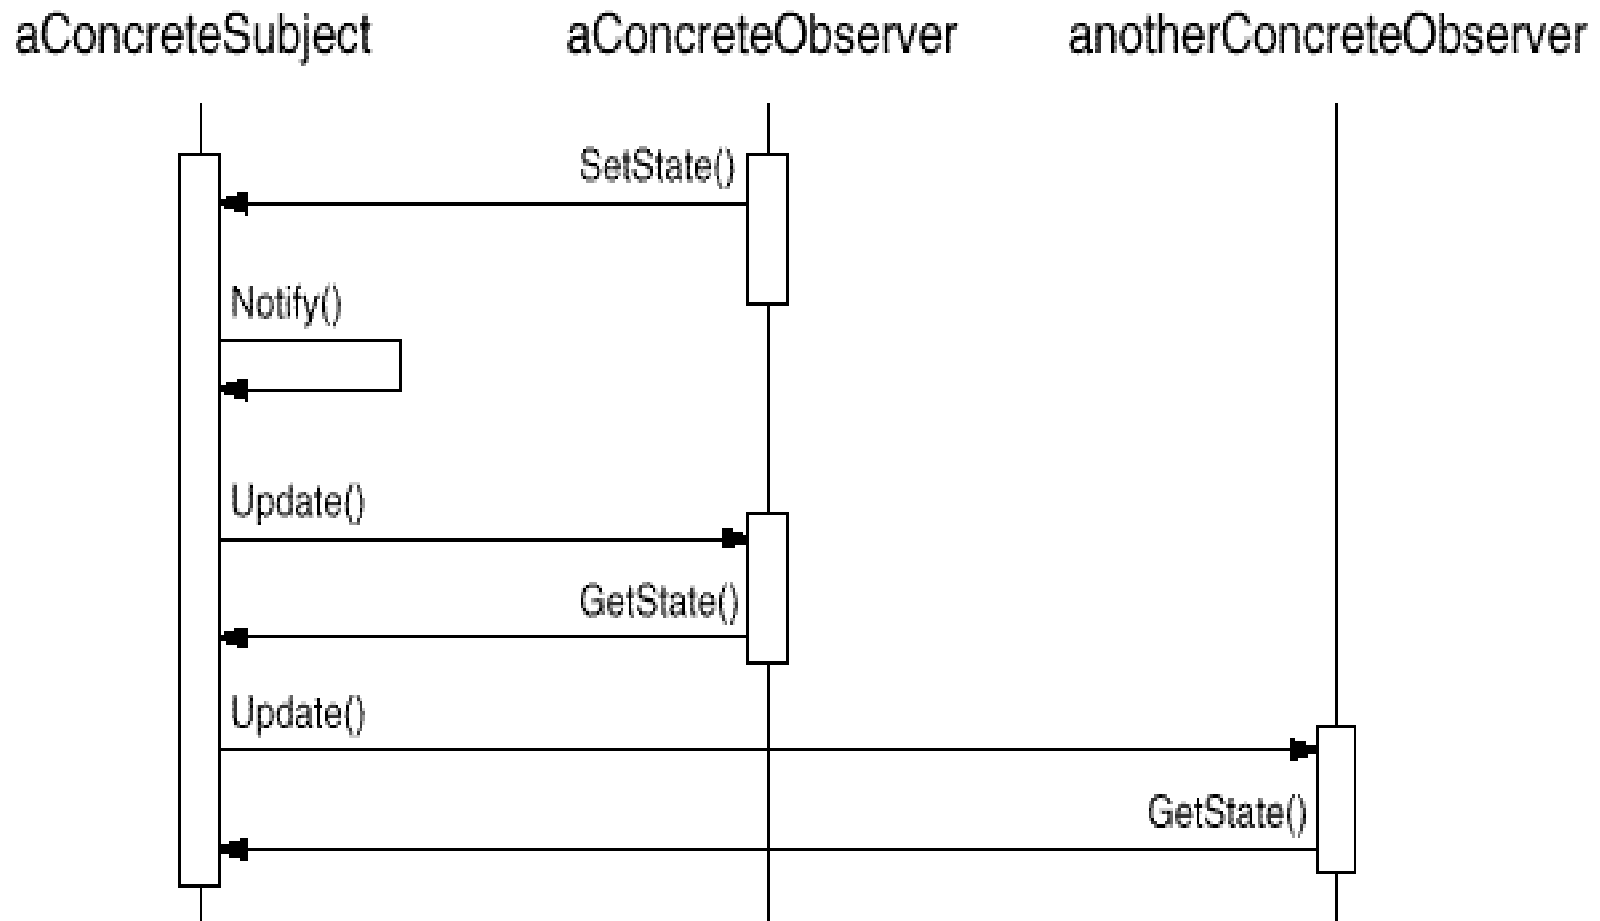 aConcreteSubject
aConcreteObserver
anotherConcreteObserver
SetState()
Notify()
Update()
GetState()
Update()
GetState()